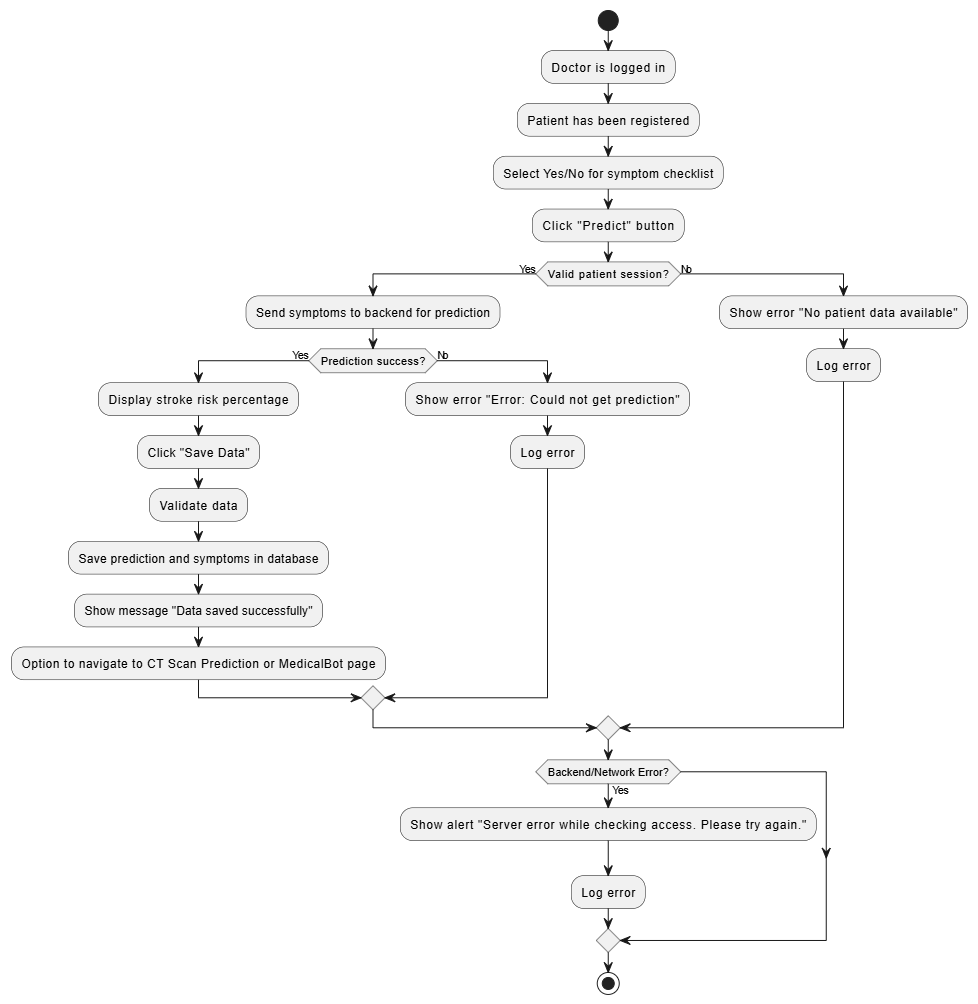 Doctor is logged in
Patient has been registered
Select Yes/No for symptom checklist
Click "Predict" button
Yes
Valid patient session?
No
Send symptoms to backend for prediction
Show error "No patient data available"
Yes
Prediction success?
No
Log error
Display stroke risk percentage
Show error "Error: Could not get prediction"
Click "Save Data"
Log error
Validate data
Save prediction and symptoms in database
Show message "Data saved successfully"
Option to navigate to CT Scan Prediction or MedicalBot page
Backend/Network Error?
Yes
Show alert "Server error while checking access. Please try again."
Log error